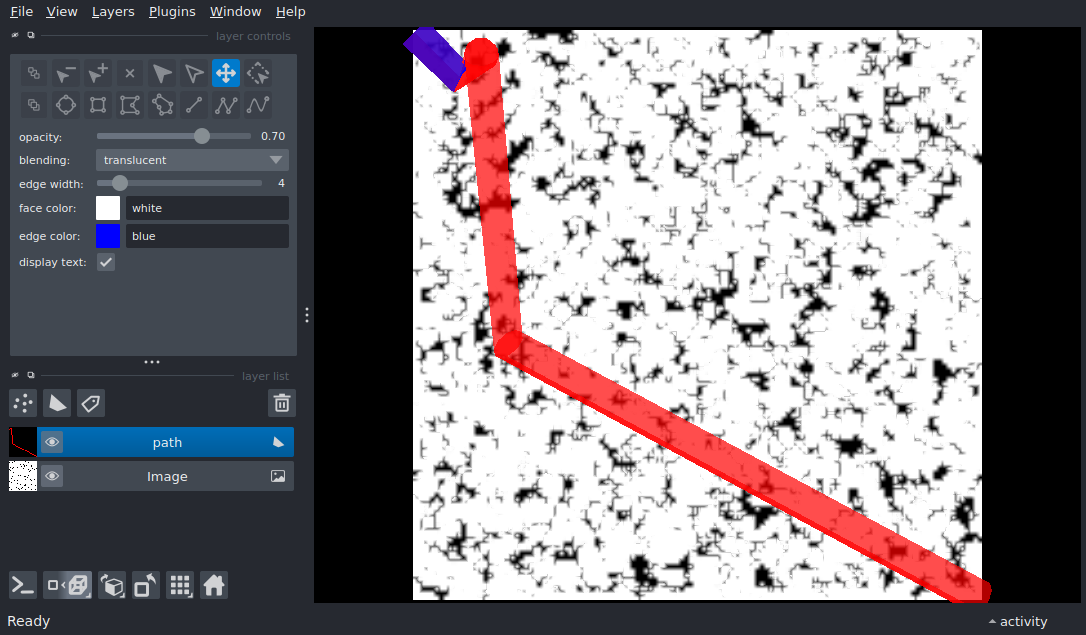 File View Layers Plugins Window Help
layer controls
opacity: 0.70
blending: translucent
edge width: 4
face color: white
edge color: blue
display text:
layer list
path
Image
Ready activity